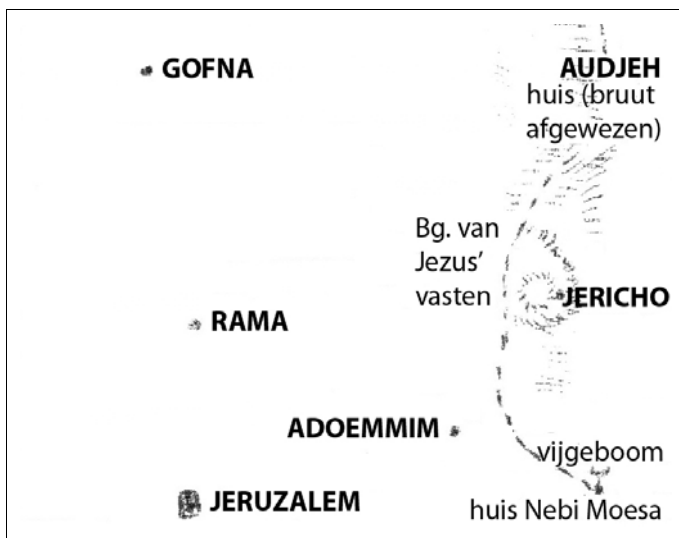 GOFNA
AUDJEH
huis (bruut
afgewezen)
Bg. van
Jezus'
vasten
JERICHO
RAMA
ADOEMMIM
vijgeboom
JERUZALEM
huis Nebi Moesa